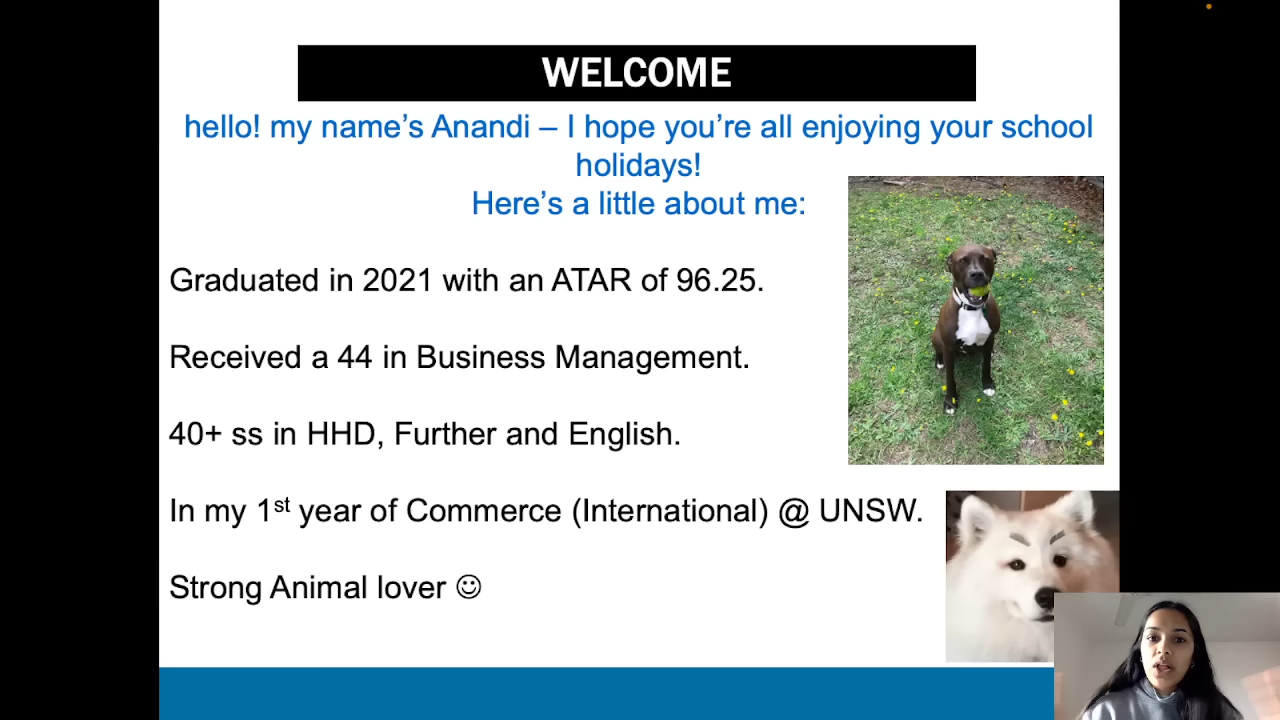 WELCOME
hello! my name’s Anandi – I hope you’re all enjoying your school
holidays!
Here’s a little about me:
Graduated in 2021 with an ATAR of 96.25.
Received a 44 in Business Management.
40+ ss in HHD, Further and English.
In my 1st year of Commerce (International) @ UNSW.
Strong Animal lover ☺